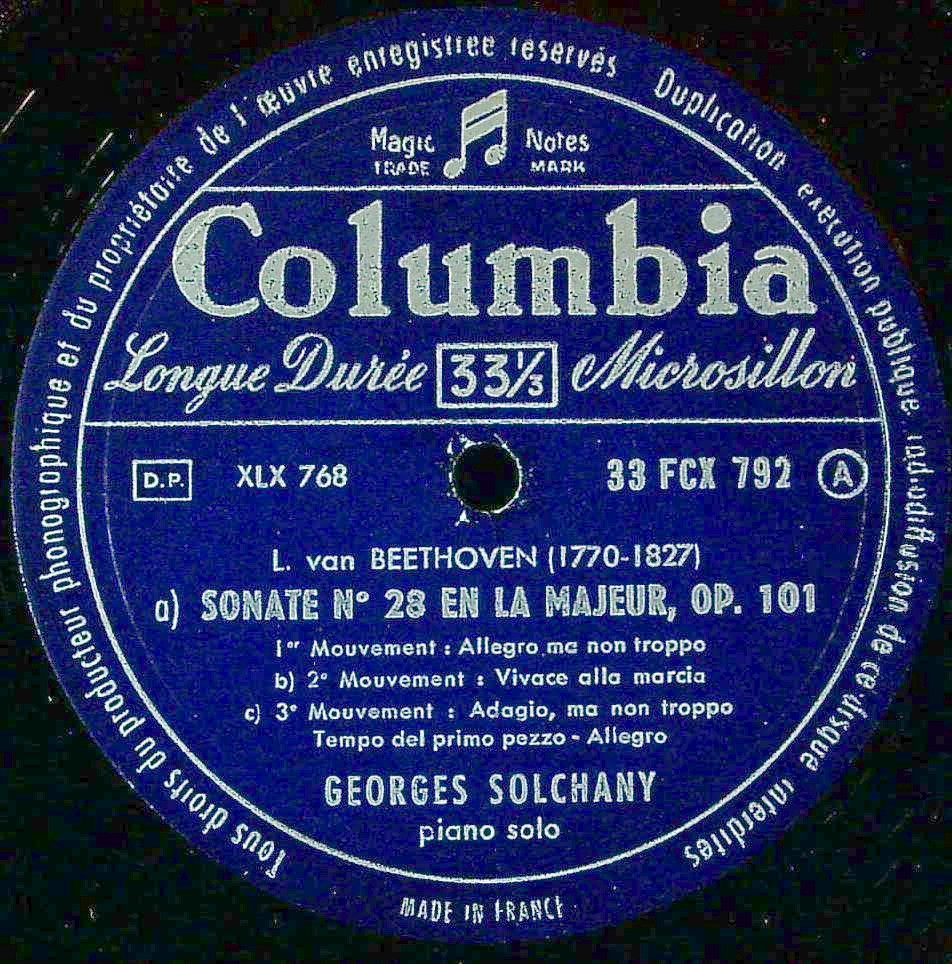 Tous droits du producteur phonographique et du propriétaire de l'œuvre enregistrée réservés Duplication exécution publique radiodiffusion de ce disque interdites
Magic Notes
TRADE MARK
Columbia
Longue Durée 33⅓ Microsillon
D.P. XLX 768 33 FCX 792 A
L. van BEETHOVEN (1770-1827)
a) SONATE N° 28 EN LA MAJEUR, OP. 101
1er Mouvement : Allegro ma non troppo
b) 2e Mouvement : Vivace alla marcia
c) 3e Mouvement : Adagio, ma non troppo
Tempo del primo pezzo - Allegro
GEORGES SOLCHANY
piano solo
MADE IN FRANCE